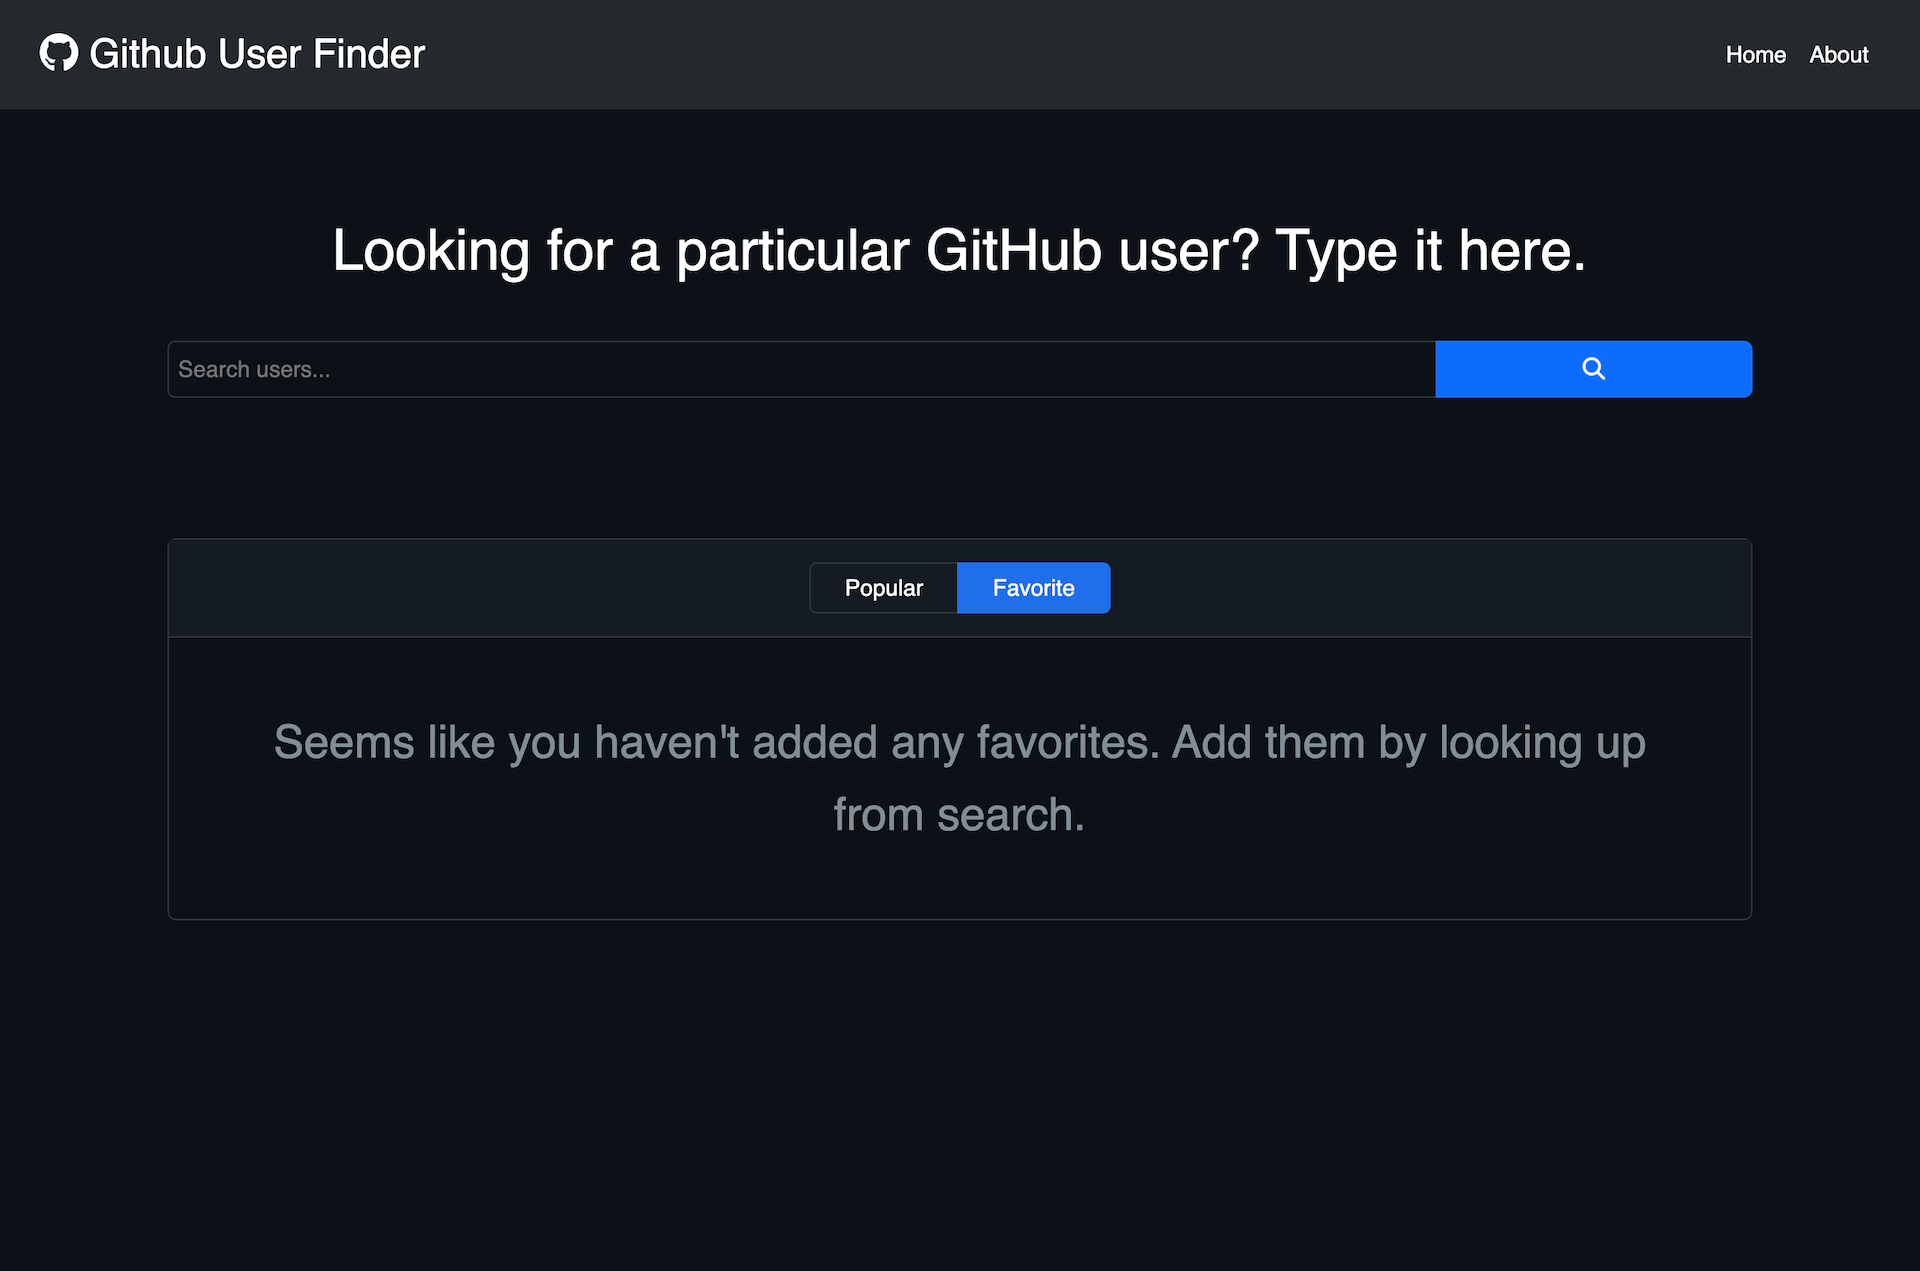 Github User Finder
Home
About
Looking for a particular GitHub user? Type it here.
Search users...
Popular
Favorite
Seems like you haven't added any favorites. Add them by looking up
from search.